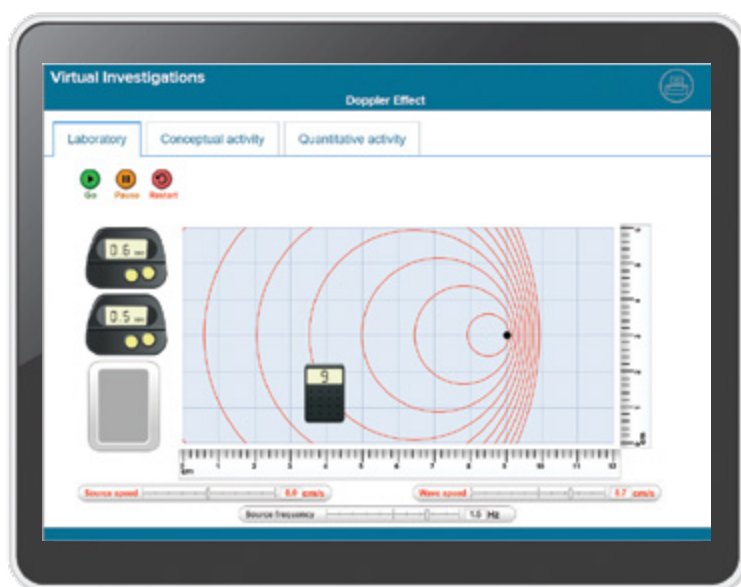 Virtual Investigations
Doppler Effect
Laboratory Conceptual activity Quantitative activity
Go Pause Restart
0.6
0.5
9
1 2 3 4 5 6 7 8 9 10 11 12
cm
Source speed cm/s Wave speed cm/s
Source frequency 1.5 Hz